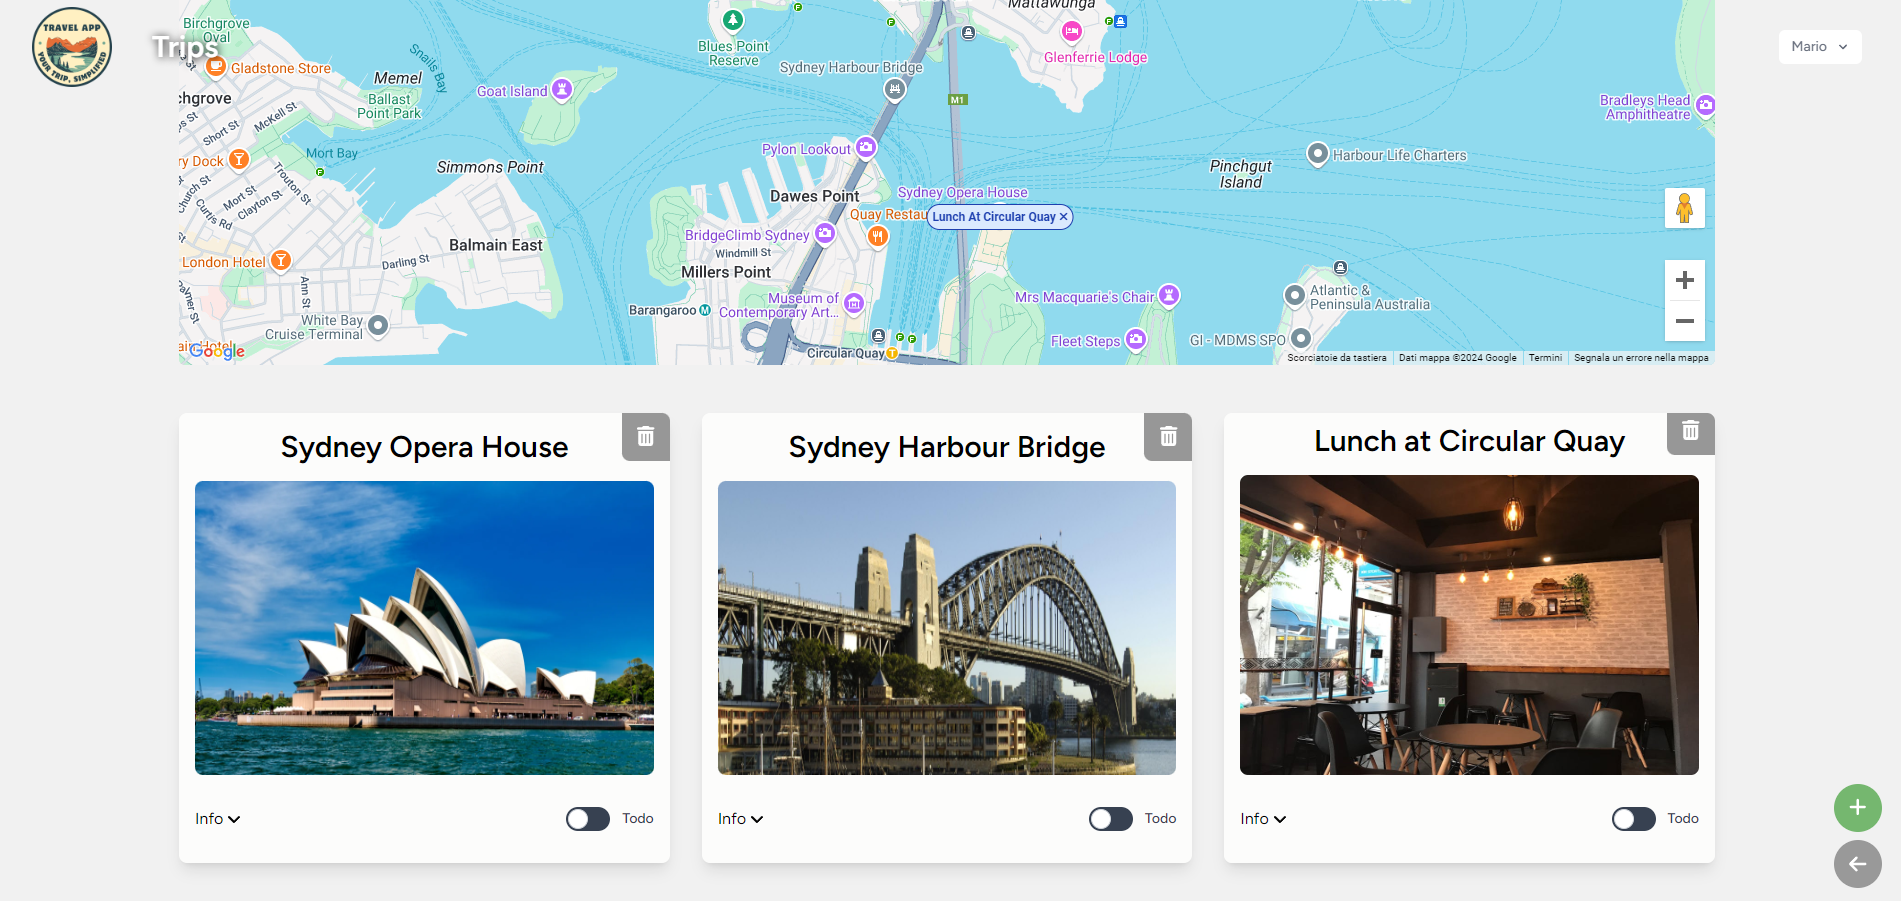 TRAVEL APP
YOUR TRIP, SIMPLIFIED
Trips
Mario
Birchgrove
Oval
Snails Bay
Gladstone Store
Memel
Ballast
Point Park
chgrove
McKell St
Short St
Mort Bay
ry Dock
Church St
Mort St
Trouton St
Clayton St
Curtis Rd
London Hotel
Ann St
Darling St
Palmer St
White Bay
Cruise Terminal
Google
Simmons Point
Balmain East
Goat Island
Blues Point
Reserve
Sydney Harbour Bridge
Mattawunga
Glenferrie Lodge
M1
Pylon Lookout
Dawes Point
Sydney Opera House
Quay Restau
Lunch At Circular Quay ×
BridgeClimb Sydney
Windmill St
Millers Point
Museum of
Contemporary Art...
Barangaroo
M
Circular Quay
T
Mrs Macquarie's Chair
Fleet Steps
Pinchgut
Island
Harbour Life Charters
Bradleys Head
Amphitheatre
Atlantic &
Peninsula Australia
GI - MDMS SPO
Scorciatoie da tastiera
Dati mappa ©2024 Google
Termini
Segnala un errore nella mappa
Sydney Opera House
Info
Todo
Sydney Harbour Bridge
Info
Todo
Lunch at Circular Quay
Info
Todo